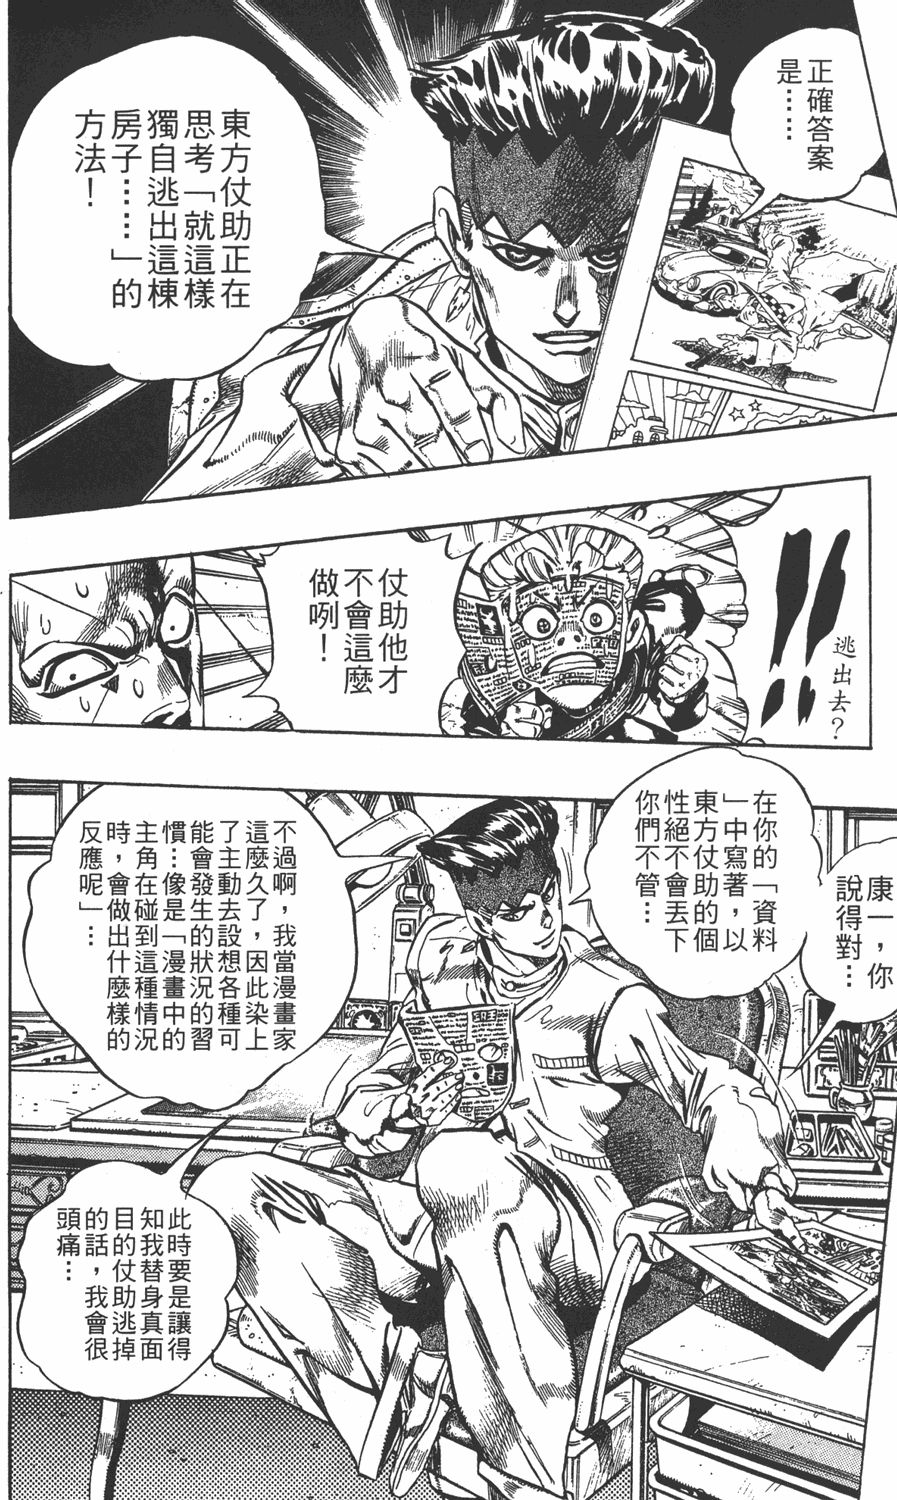 正確答案
是……
東方仗助正在
思考「就這樣
獨自逃出這棟
房子……」的
方法！
逃出去？
仗助他才
不會這麼
做咧！
康一，你
說得對…
在你的「資料
」中寫著，以
東方仗助的個
性絕不會丟下
你們不管…
不過啊，我當漫畫家
這麼久了，因此染上
了主動去設想各種可
能會發生的狀況的習
慣…像是「漫畫中的
主角在碰到這種情況
時，會做出什麼樣的
反應呢」…
此時要是讓得
知我替身真面
目的仗助逃掉
的話，我會很
頭痛…